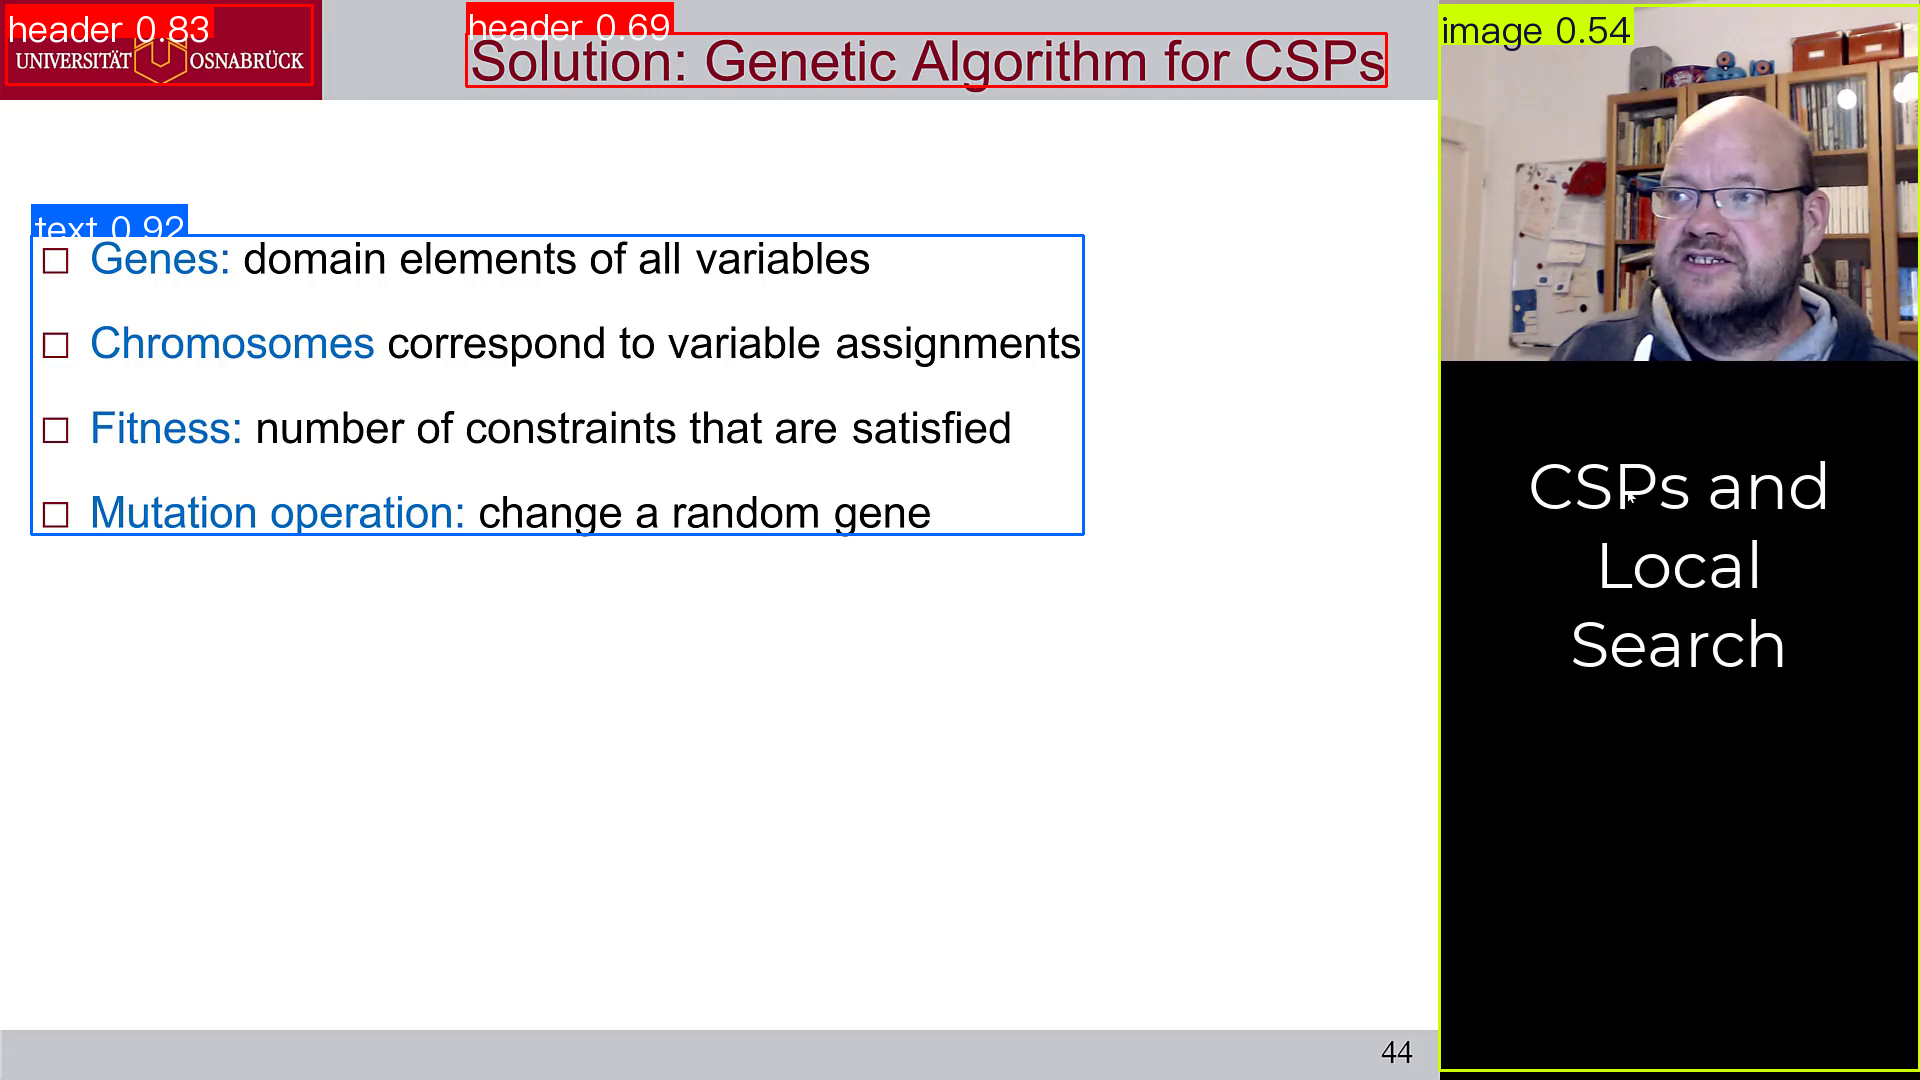 header 0.83
UNIVERSITÄT OSNABRÜCK
header 0.69
Solution: Genetic Algorithm for CSPs
image 0.54
text 0.92
Genes: domain elements of all variables
Chromosomes correspond to variable assignments
Fitness: number of constraints that are satisfied
Mutation operation: change a random gene
CSPs and
Local
Search
44